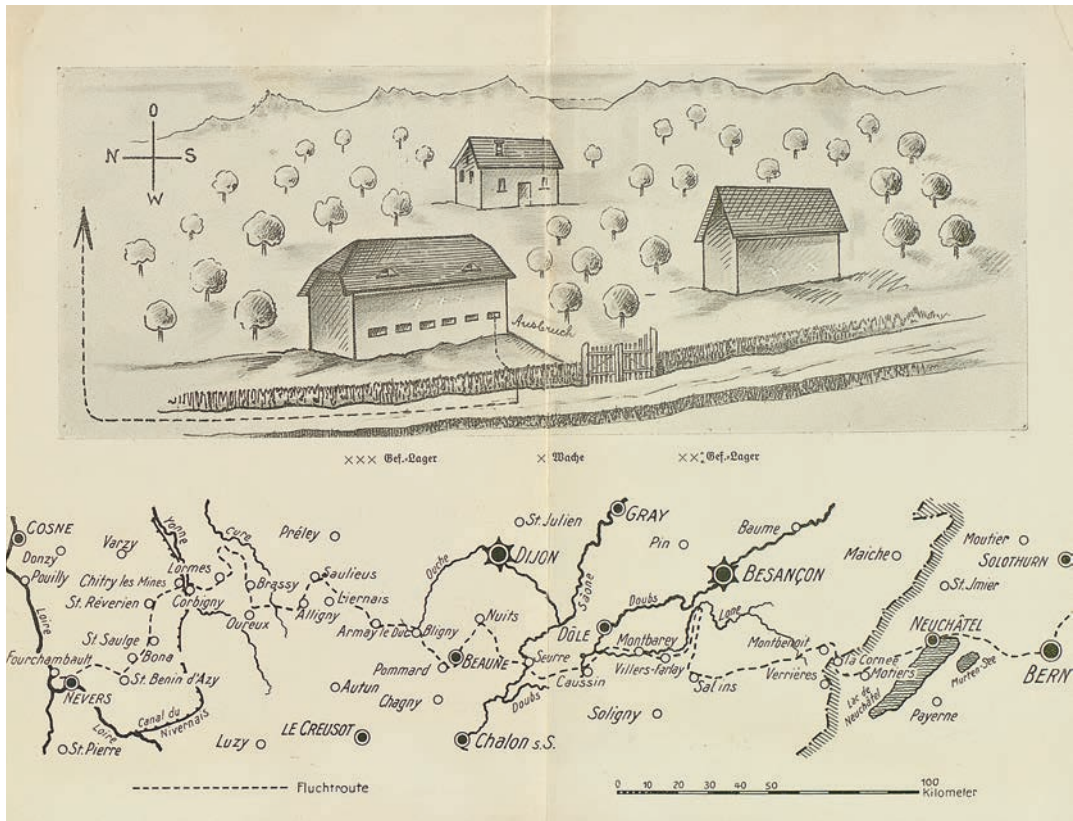 O
N S
W
Ausbruch
××× Gef.-Lager × Wache ××: Gef.-Lager
COSNE
Donzy
Varzy
Yonne
Cure
Préley
St. Julien
GRAY
Pin
Baume
Maîche
Moutier
SOLOTHURN
Pouilly
Chitry les Mines
Lormes
Brassy
Saulieus
Ouche
DIJON
Saône
BESANÇON
St. Jmier
Loire
St. Réverien
Corbigny
Oureux
Alligny
Liernais
Armay le Duc
Bligny
Nuits
DÔLE
Doubs
Lone
Montbenoit
NEUCHÂTEL
St. Saulge
Bona
Fourchambault
St. Benin d'Azy
NEVERS
Pommard
BEAUNE
Seurre
Caussin
Montbarey
Villers-farlay
Salins
Verrières
la Cornée
Motiers
Lac de
Neuchâtel
Murten-See
BERN
Autun
Chagny
Doubs
Soligny
Payerne
Canal du
Nivernais
Loire
St. Pierre
Luzy
LE CREUSOT
Chalon s.S.
Fluchtroute
0 10 20 30 40 50 100
Kilometer